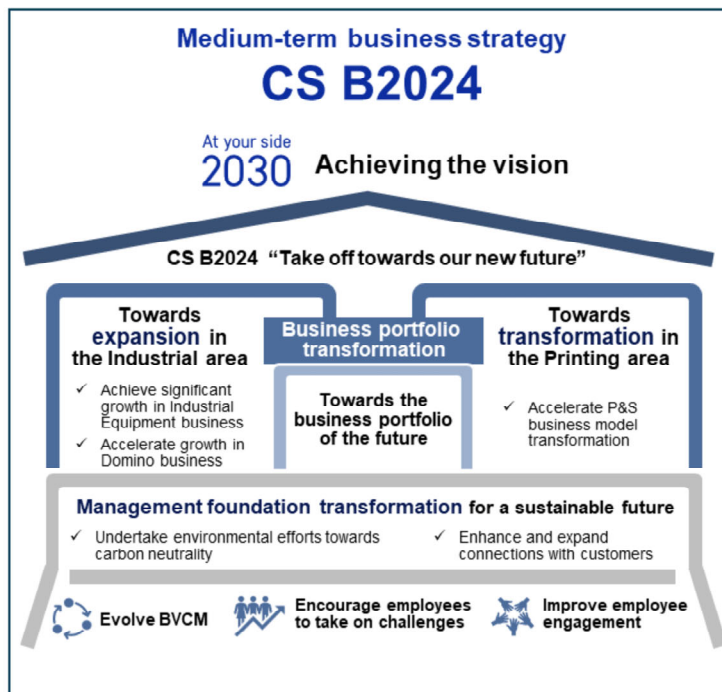 Medium-term business strategy
CS B2024
At your side
2030
Achieving the vision
CS B2024 “Take off towards our new future”
Towards
expansion in
the Industrial area
✓ Achieve significant
growth in Industrial
Equipment business
✓ Accelerate growth in
Domino business
Business portfolio
transformation
Towards the
business portfolio
of the future
Towards
transformation in
the Printing area
✓ Accelerate P&S
business model
transformation
Management foundation transformation for a sustainable future
✓ Undertake environmental efforts towards
carbon neutrality
✓ Enhance and expand
connections with customers
Evolve BVCM
Encourage employees
to take on challenges
Improve employee
engagement